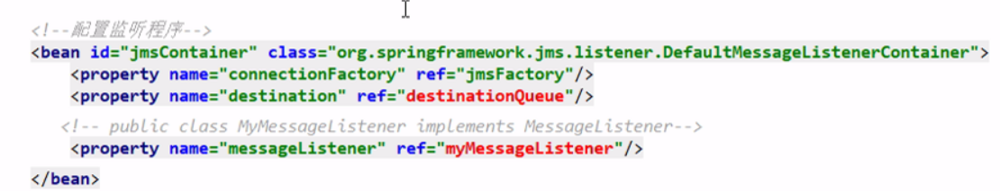 <!--配置监听程序-->
<bean id="jmsContainer" class="org.springframework.jms.listener.DefaultMessageListenerContainer">
<property name="connectionFactory" ref="jmsFactory"/>
<property name="destination" ref="destinationQueue"/>
<!-- public class MyMessageListener implements MessageListener-->
<property name="messageListener" ref="myMessageListener"/>
</bean>